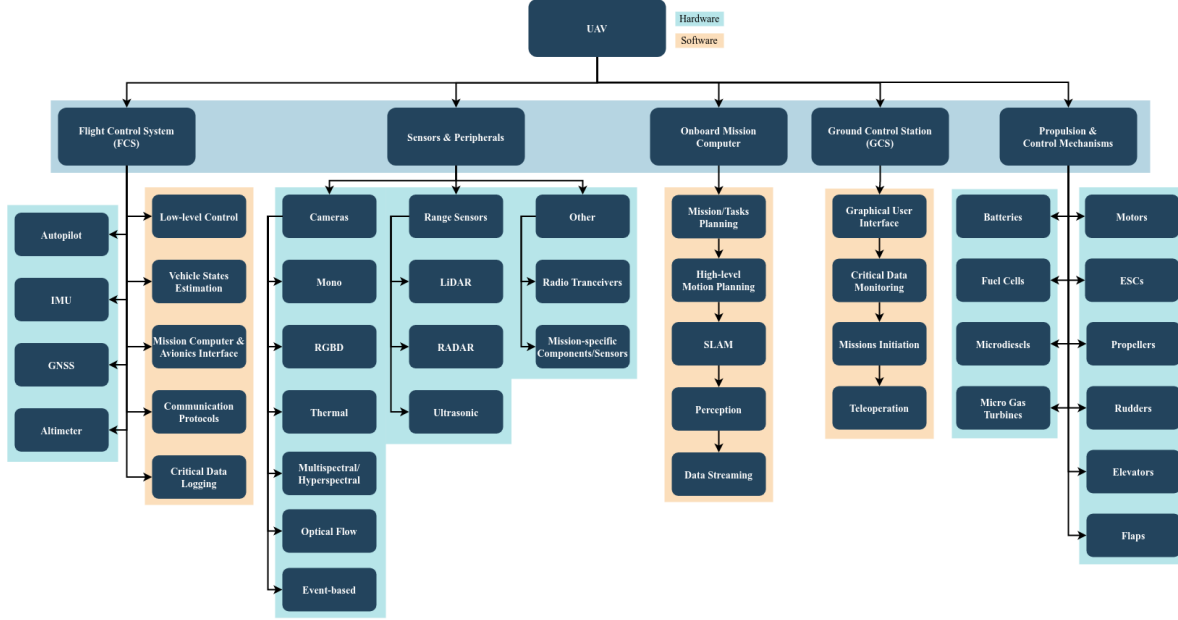 UAV
Hardware
Software
Flight Control System
(FCS)
Sensors & Peripherals
Onboard Mission
Computer
Ground Control Station
(GCS)
Propulsion &
Control Mechanisms
Autopilot
IMU
GNSS
Altimeter
Low-level Control
Vehicle States
Estimation
Mission Computer &
Avionics Interface
Communication
Protocols
Critical Data
Logging
Cameras
Mono
RGBD
Thermal
Multispectral/
Hyperspectral
Optical Flow
Event-based
Range Sensors
LiDAR
RADAR
Ultrasonic
Other
Radio Tranceivers
Mission-specific
Components/Sensors
Mission/Tasks
Planning
High-level
Motion Planning
SLAM
Perception
Data Streaming
Graphical User
Interface
Critical Data
Monitoring
Missions Initiation
Teleoperation
Batteries
Fuel Cells
Microdiesels
Micro Gas
Turbines
Motors
ESCs
Propellers
Rudders
Elevators
Flaps